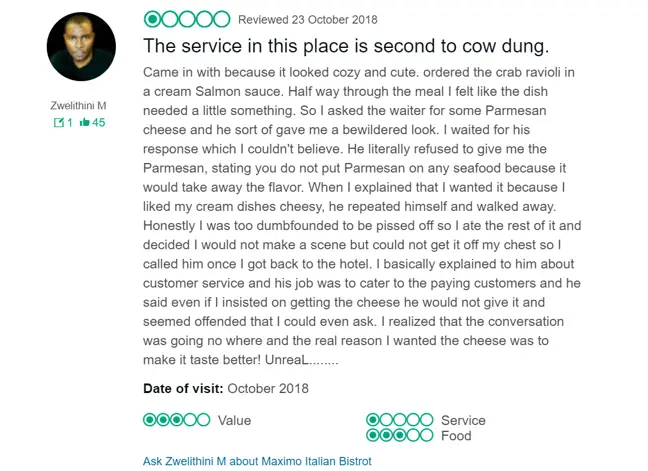 Reviewed 23 October 2018
The service in this place is second to cow dung.
Came in with because it looked cozy and cute. ordered the crab ravioli in
a cream Salmon sauce. Half way through the meal I felt like the dish
needed a little something. So I asked the waiter for some Parmesan
cheese and he sort of gave me a bewildered look. I waited for his
response which I couldn't believe. He literally refused to give me the
Parmesan, stating you do not put Parmesan on any seafood because it
would take away the flavor. When I explained that I wanted it because I
liked my cream dishes cheesy, he repeated himself and walked away.
Honestly I was too dumbfounded to be pissed off so I ate the rest of it and
decided I would not make a scene but could not get it off my chest so I
called him once I got back to the hotel. I basically explained to him about
customer service and his job was to cater to the paying customers and he
said even if I insisted on getting the cheese he would not give it and
seemed offended that I could even ask. I realized that the conversation
was going no where and the real reason I wanted the cheese was to
make it taste better! UnreaL........
Zwelithini M
1 45
Date of visit: October 2018
Value
Service
Food
Ask Zwelithini M about Maximo Italian Bistrot